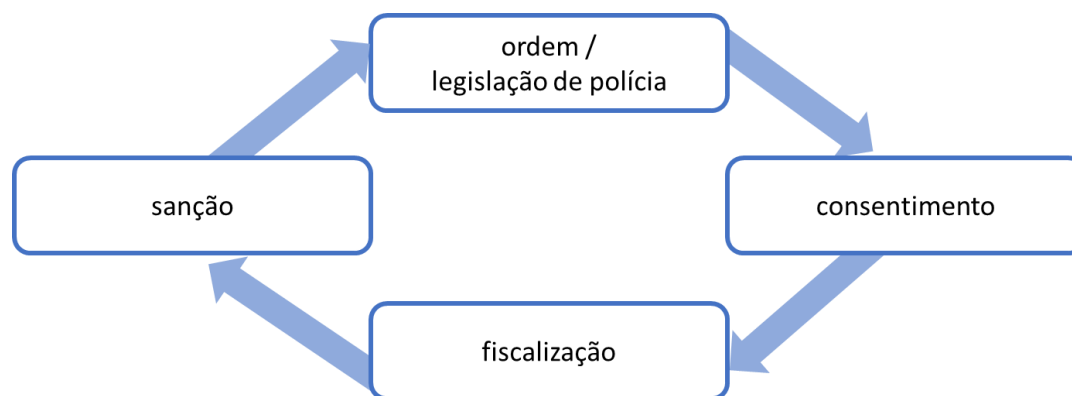 ordem /
legislação de polícia
sanção
consentimento
fiscalização